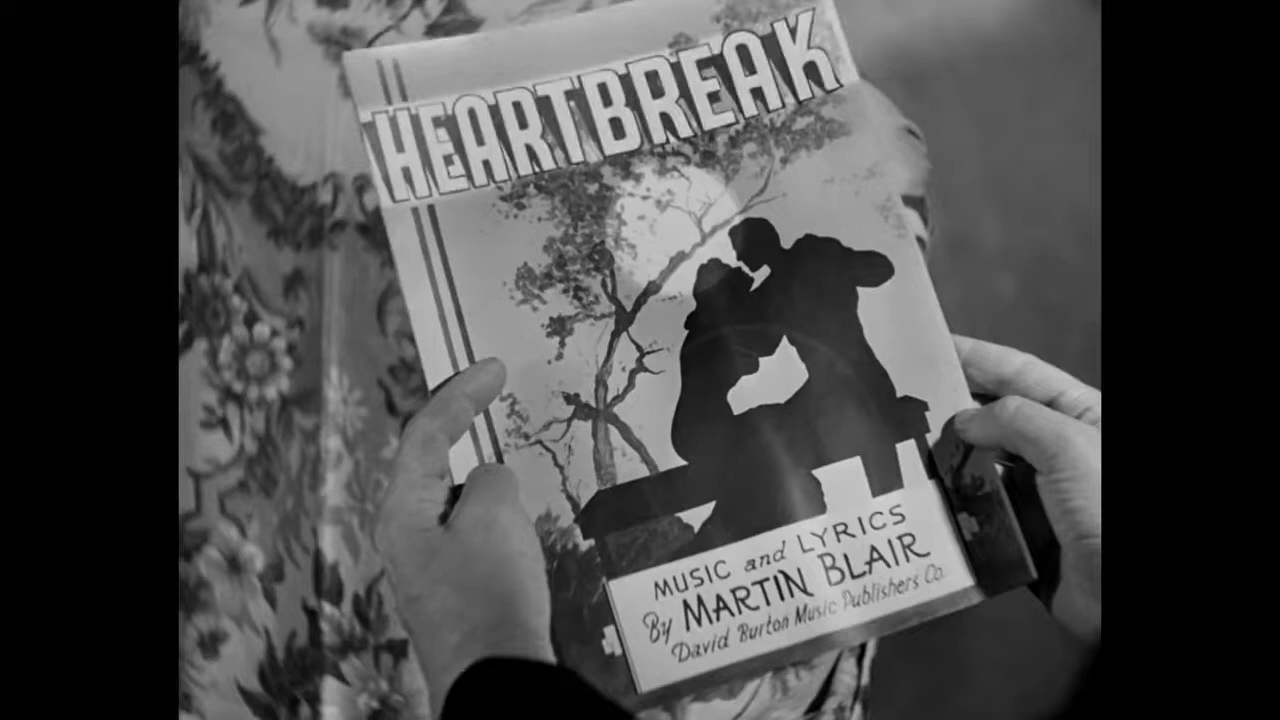 HEARTBREAK
MUSIC and LYRICS
By MARTIN BLAIR
David Burton Music Publishers Co.